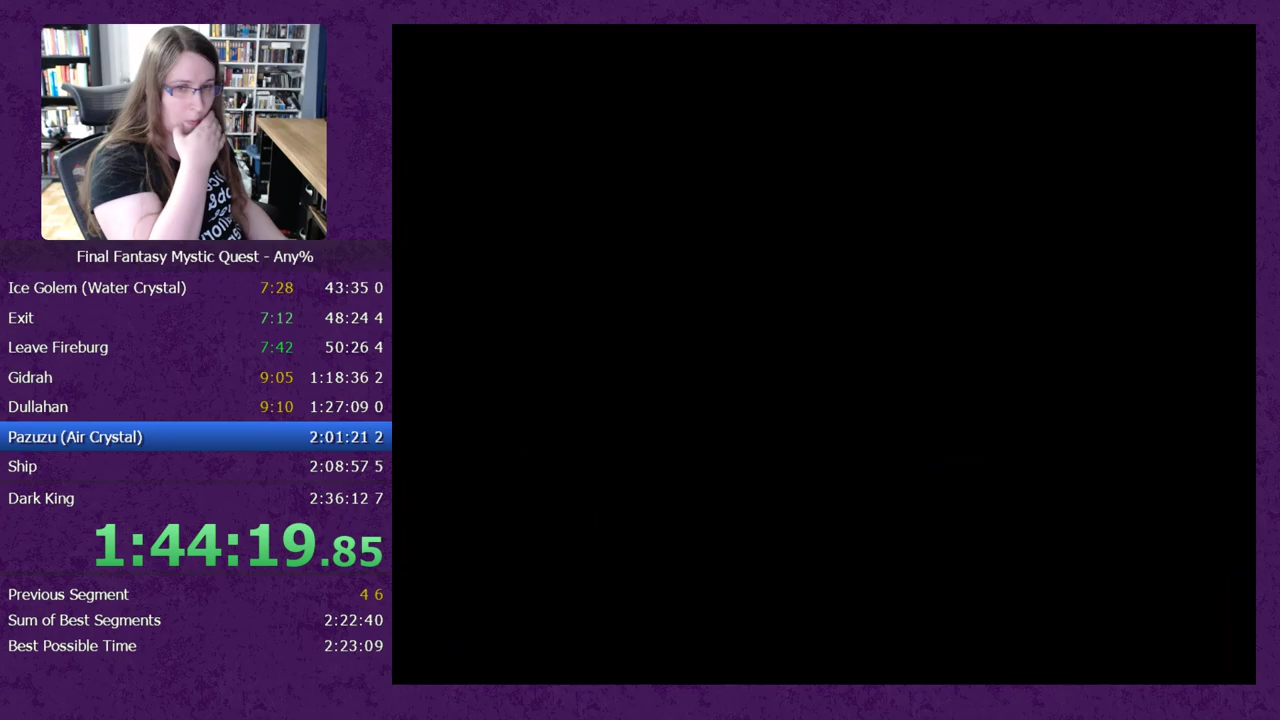 Final Fantasy Mystic Quest - Any%
Ice Golem (Water Crystal) 7:28 43:35 0
Exit 7:12 48:24 4
Leave Fireburg 7:42 50:26 4
Gidrah 9:05 1:18:36 2
Dullahan 9:10 1:27:09 0
Pazuzu (Air Crystal) 2:01:21 2
Ship 2:08:57 5
Dark King 2:36:12 7
1:44:19.85
Previous Segment 4 6
Sum of Best Segments 2:22:40
Best Possible Time 2:23:09